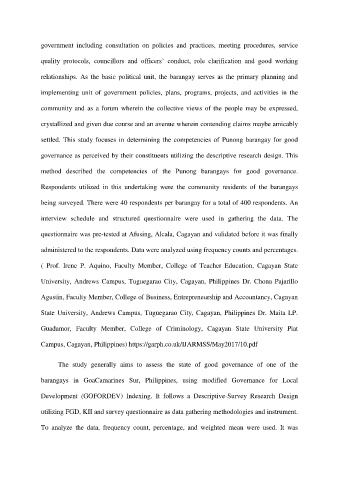 government including consultation on policies and practices, meeting procedures, service
quality protocols, councillors and officers' conduct, role clarification and good working
relationships. As the basic political unit, the barangay serves as the primary planning and
implementing unit of government policies, plans, programs, projects, and activities in the
community and as a forum wherein the collective views of the people may be expressed,
crystallized and given due course and an avenue wherein contending claims maybe amicably
settled. This study focuses in determining the competencies of Punong barangay for good
governance as perceived by their constituents utilizing the descriptive research design. This
method described the competencies of the Punong barangays for good governance.
Respondents utilized in this undertaking were the community residents of the barangays
being surveyed. There were 40 respondents per barangay for a total of 400 respondents. An
interview schedule and structured questionnaire were used in gathering the data. The
questionnaire was pre-tested at Afusing, Alcala, Cagayan and validated before it was finally
administered to the respondents. Data were analyzed using frequency counts and percentages.
( Prof. Irene P. Aquino, Faculty Member, College of Teacher Education, Cagayan State
University, Andrews Campus, Tuguegarao City, Cagayan, Philippines Dr. Chona Pajarillo
Agustin, Faculty Member, College of Business, Entrepreneurship and Accountancy, Cagayan
State University, Andrews Campus, Tuguegarao City, Cagayan, Philippines Dr. Maita LP.
Guadamor, Faculty Member, College of Criminology, Cagayan State University Piat
Campus, Cagayan, Philippines) https://garph.co.uk/IJARMSS/May2017/10.pdf
The study generally aims to assess the state of good governance of one of the
barangays in GoaCamarines Sur, Philippines, using modified Governance for Local
Development (GOFORDEV) Indexing. It follows a Descriptive-Survey Research Design
utilizing FGD, KII and survey questionnaire as data gathering methodologies and instrument.
To analyze the data, frequency count, percentage, and weighted mean were used. It was